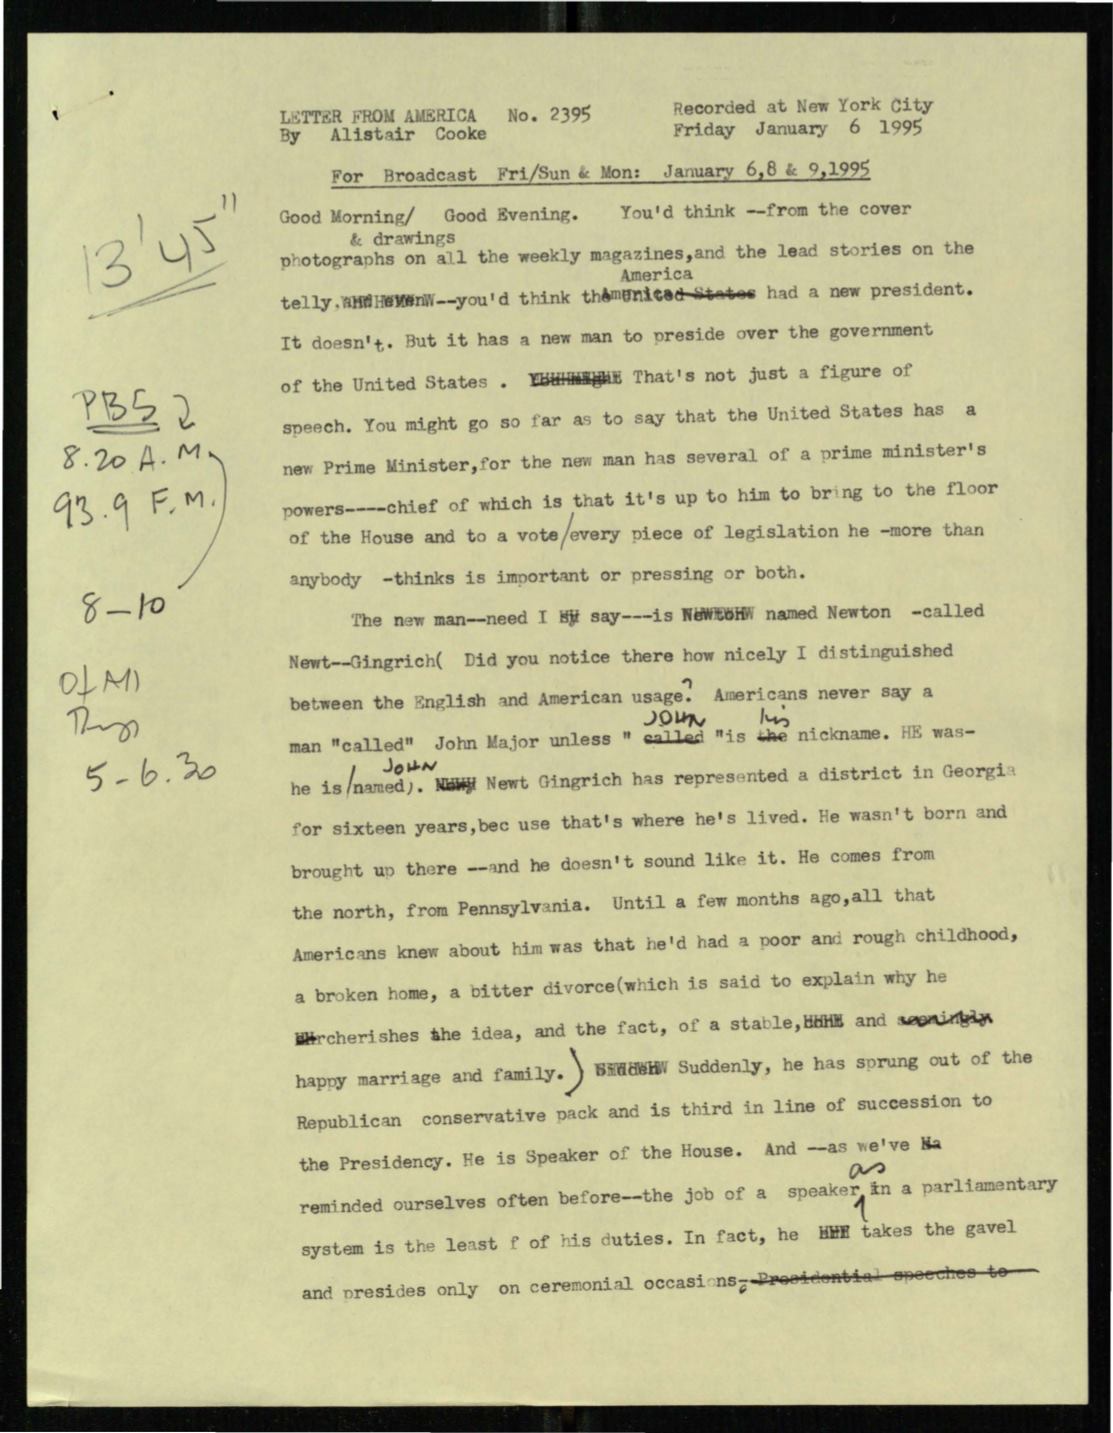 LETTER FROM AMERICA No. 2395 Recorded at New York City
By Alistair Cooke Friday January 6 1995
For Broadcast Fri/Sun & Mon: January 6,8 & 9,1995
13' 45"
Good Morning/ Good Evening. You'd think --from the cover
& drawings
photographs on all the weekly magazines,and the lead stories on the
America
telly. --you'd think the United States had a new president.
It doesn't. But it has a new man to preside over the government
of the United States . That's not just a figure of
speech. You might go so far as to say that the United States has a
new Prime Minister,for the new man has several of a prime minister's
powers----chief of which is that it's up to him to bring to the floor
of the House and to a vote/every piece of legislation he -more than
anybody -thinks is important or pressing or both.
PBS
8.20 A.M.
93.9 F.M.
8-10
The new man--need I say---is named Newton -called
Newt--Gingrich( Did you notice there how nicely I distinguished
between the English and American usage? Americans never say a
JOHN his
man "called" John Major unless " called "is the nickname. HE was-
JOHN
he is/named). Newt Gingrich has represented a district in Georgia
Of All
5-6.30
for sixteen years,bec use that's where he's lived. He wasn't born and
brought up there --and he doesn't sound like it. He comes from
the north, from Pennsylvania. Until a few months ago,all that
Americans knew about him was that he'd had a poor and rough childhood,
a broken home, a bitter divorce(which is said to explain why he
cherishes the idea, and the fact, of a stable, and seemingly
happy marriage and family.) Suddenly, he has sprung out of the
Republican conservative pack and is third in line of succession to
the Presidency. He is Speaker of the House. And --as we've Ha
as
reminded ourselves often before--the job of a speaker in a parliamentary
system is the least f of his duties. In fact, he takes the gavel
and presides only on ceremonial occasions. Presidential speeches to